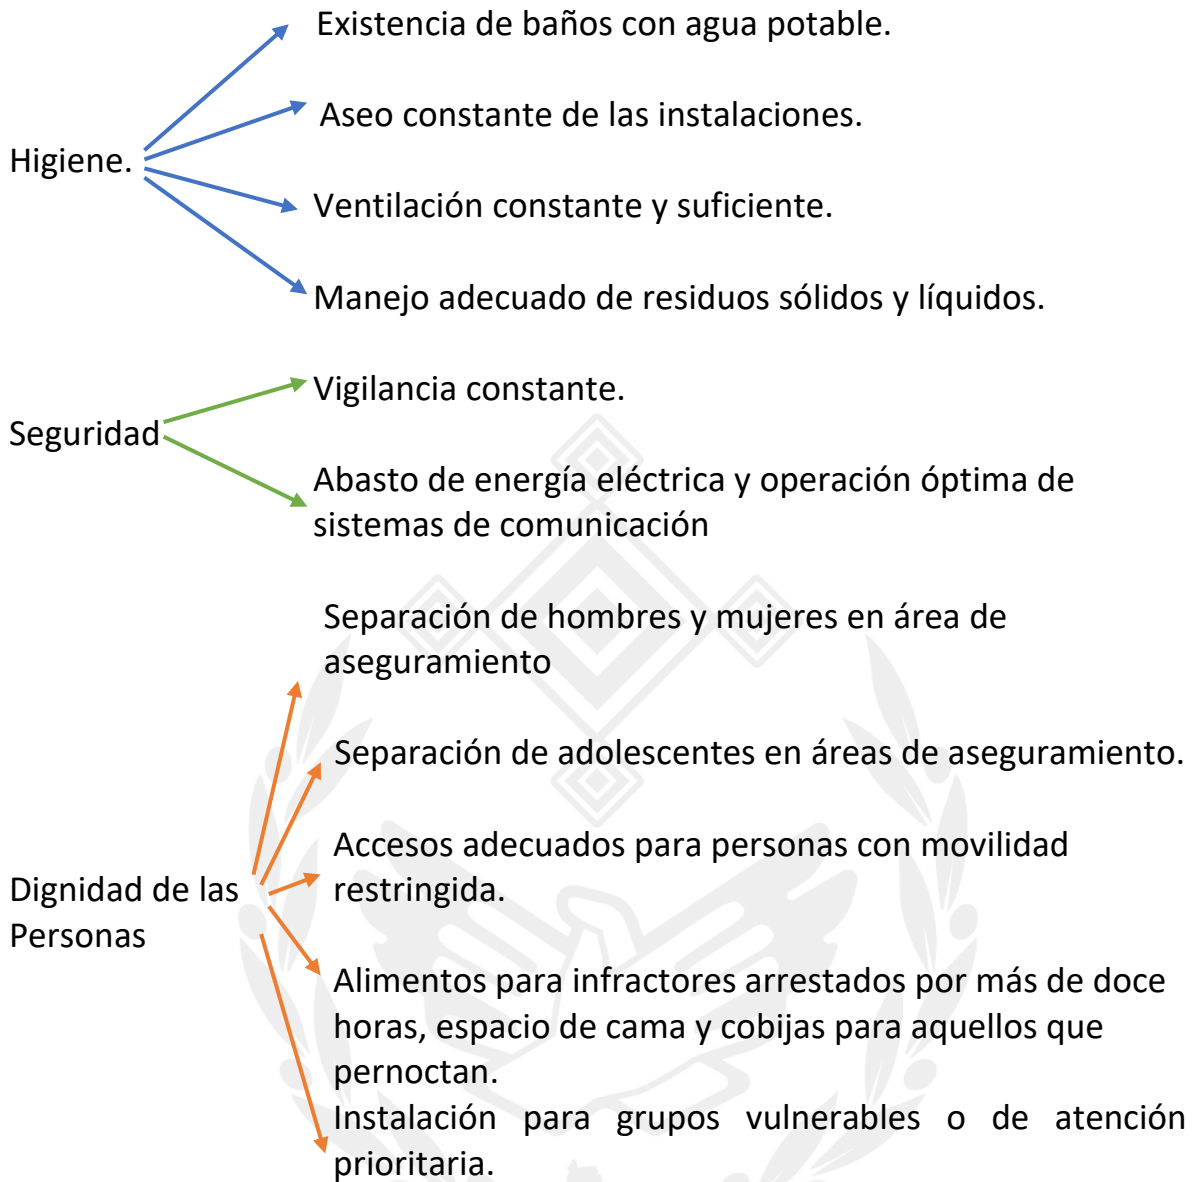 Existencia de baños con agua potable.
Aseo constante de las instalaciones.
Higiene.
Ventilación constante y suficiente.
Manejo adecuado de residuos sólidos y líquidos.
Vigilancia constante.
Seguridad
Abasto de energía eléctrica y operación óptima de
sistemas de comunicación
Separación de hombres y mujeres en área de
aseguramiento
Separación de adolescentes en áreas de aseguramiento.
Accesos adecuados para personas con movilidad
restringida.
Dignidad de las
Personas
Alimentos para infractores arrestados por más de doce
horas, espacio de cama y cobijas para aquellos que
pernoctan.
Instalación para grupos vulnerables o de atención
prioritaria.